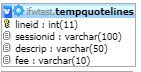 ifwtest.tempquotelines
lineid : int(11)
sessionid : varchar(100)
descrip : varchar(50)
fee : varchar(10)